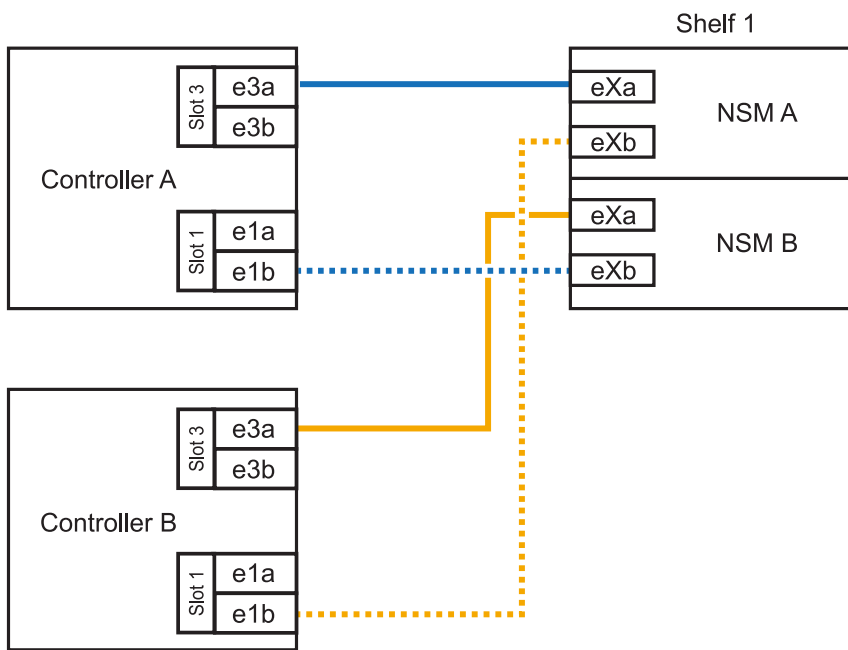 Shelf 1
Slot 3
e3a
e3b
Controller A
Slot 1
e1a
e1b
eXa
eXb
NSM A
eXa
eXb
NSM B
Slot 3
e3a
e3b
Controller B
Slot 1
e1a
e1b